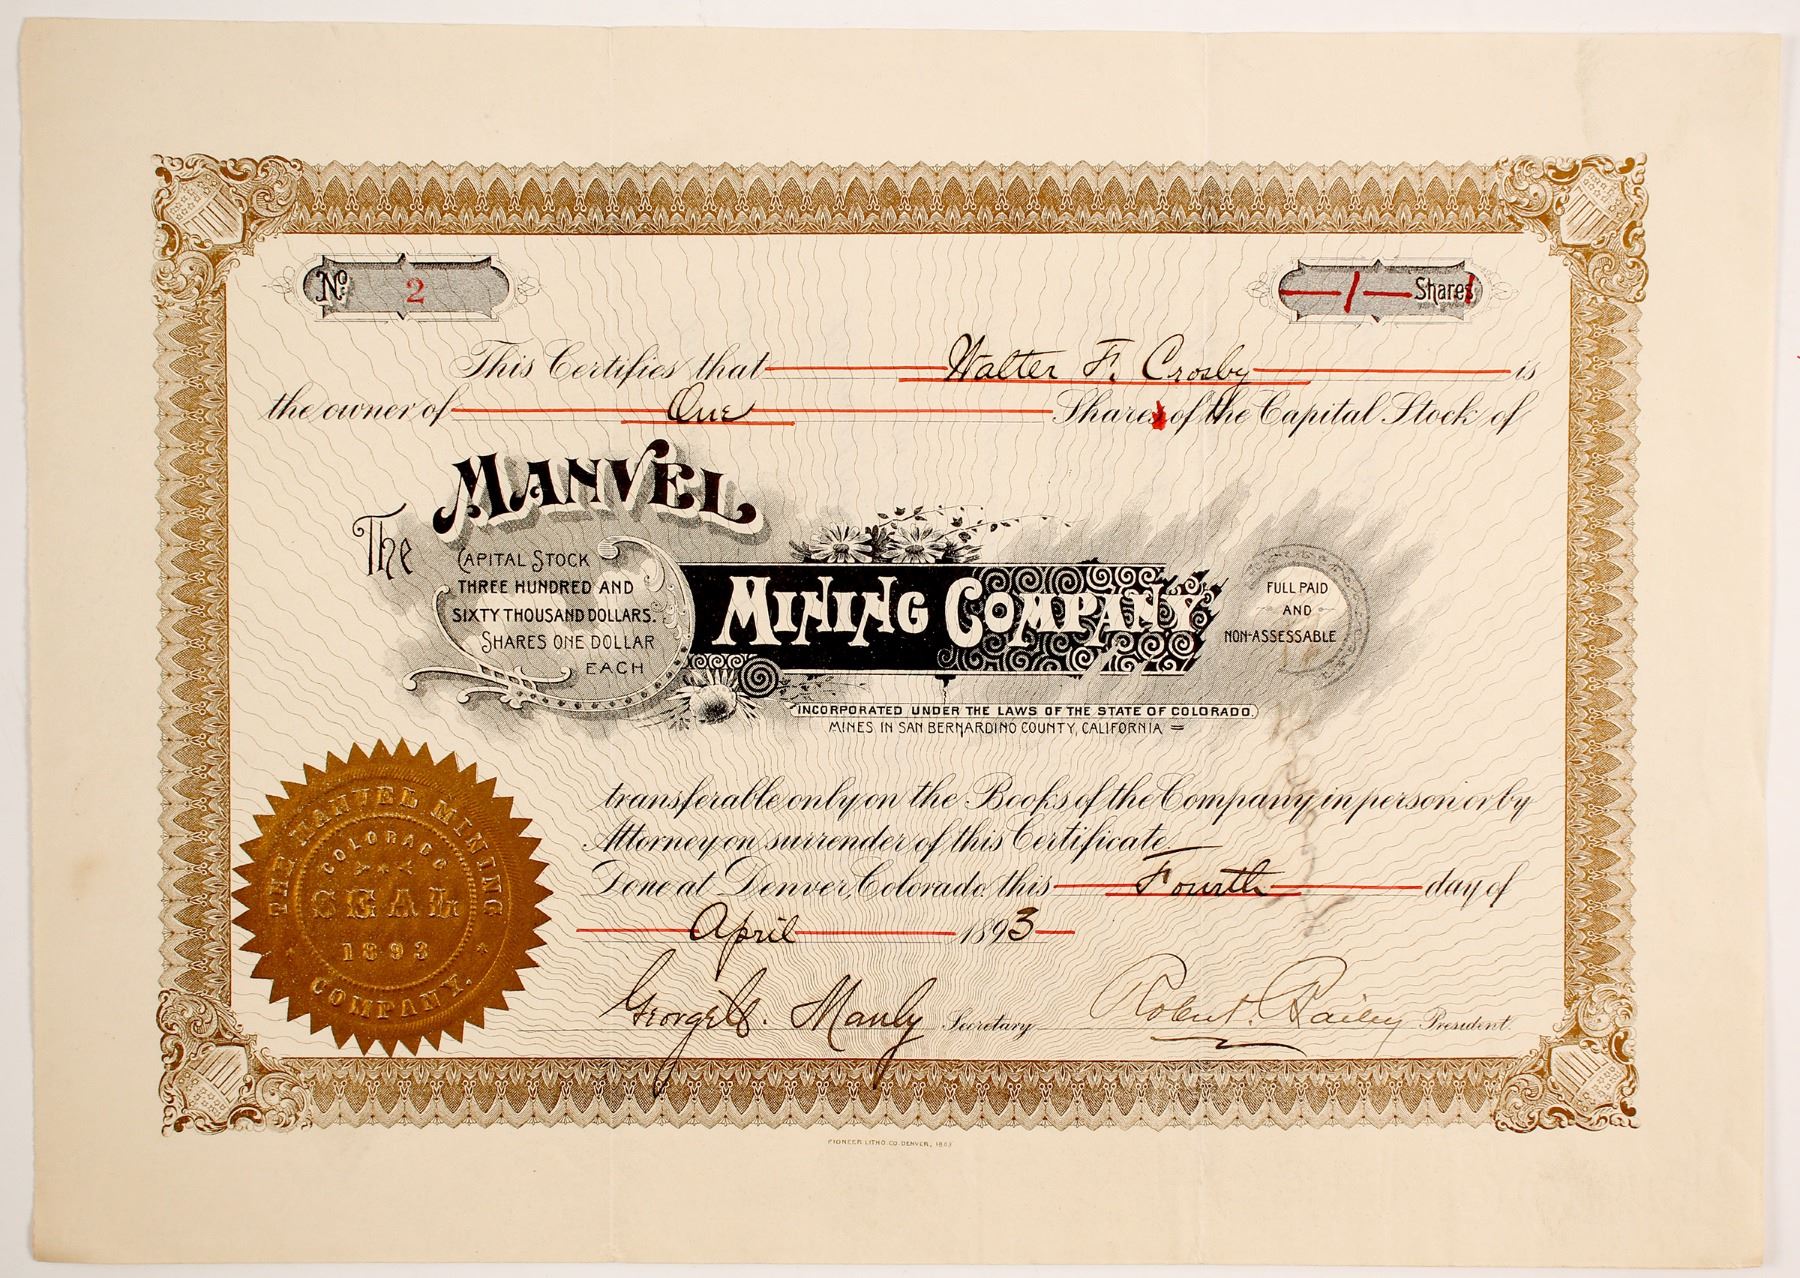 No. 2
—1— Shares
This Certifies that Walter F. Crosby is
the owner of One Shares of the Capital Stock of
The MANVEL
MINING COMPANY
CAPITAL STOCK
THREE HUNDRED AND
SIXTY THOUSAND DOLLARS.
SHARES ONE DOLLAR
EACH
FULL PAID
AND
NON-ASSESSABLE
INCORPORATED UNDER THE LAWS OF THE STATE OF COLORADO.
MINES IN SAN BERNARDINO COUNTY, CALIFORNIA
transferable only on the Books of the Company in person or by
Attorney on surrender of this Certificate.
Done at Denver, Colorado. this Fourth day of
April 1893
George W. Manly Secretary
Robert. Bailey President.
THE MANVEL MINING
COLORADO
SEAL
1893
COMPANY.
PIONEER LITHO. CO. DENVER,